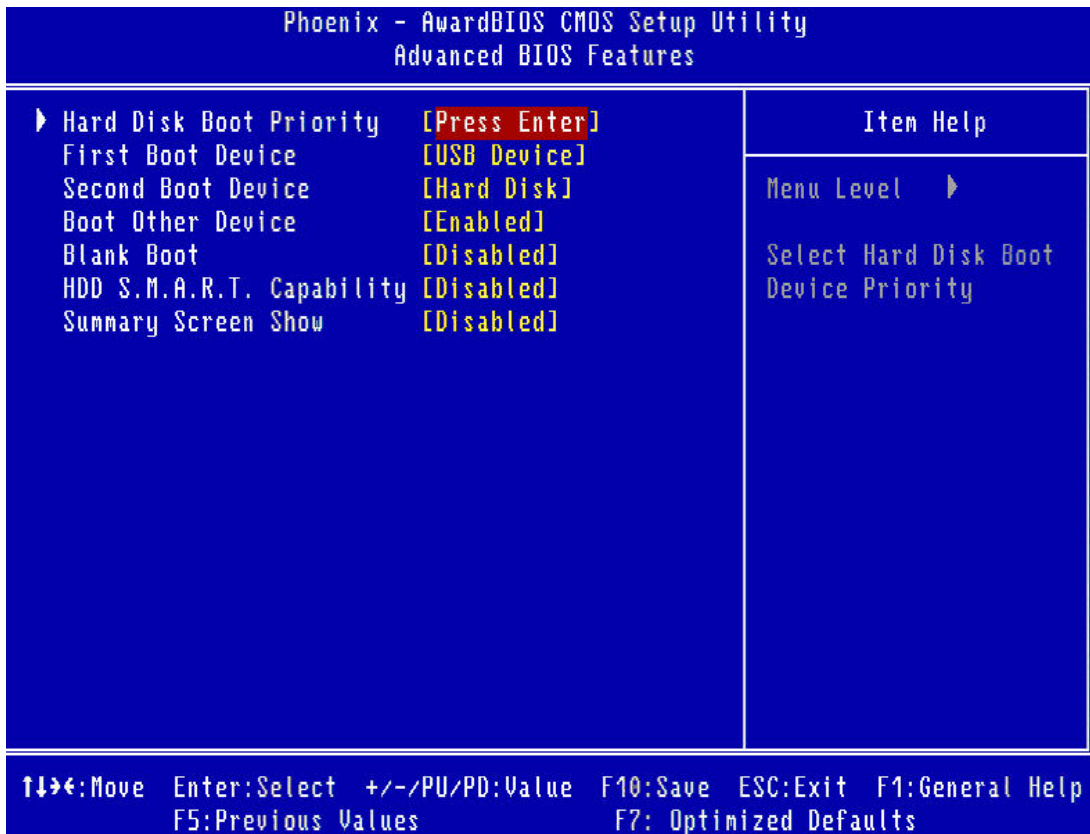 Phoenix - AwardBIOS CMOS Setup Utility
Advanced BIOS Features
Hard Disk Boot Priority [Press Enter]
First Boot Device [USB Device]
Second Boot Device [Hard Disk]
Boot Other Device [Enabled]
Blank Boot [Disabled]
HDD S.M.A.R.T. Capability [Disabled]
Summary Screen Show [Disabled]
Item Help
Menu Level
Select Hard Disk Boot
Device Priority
↑↓→←:Move Enter:Select +/-/PU/PD:Value F10:Save ESC:Exit F1:General Help
F5:Previous Values F7: Optimized Defaults